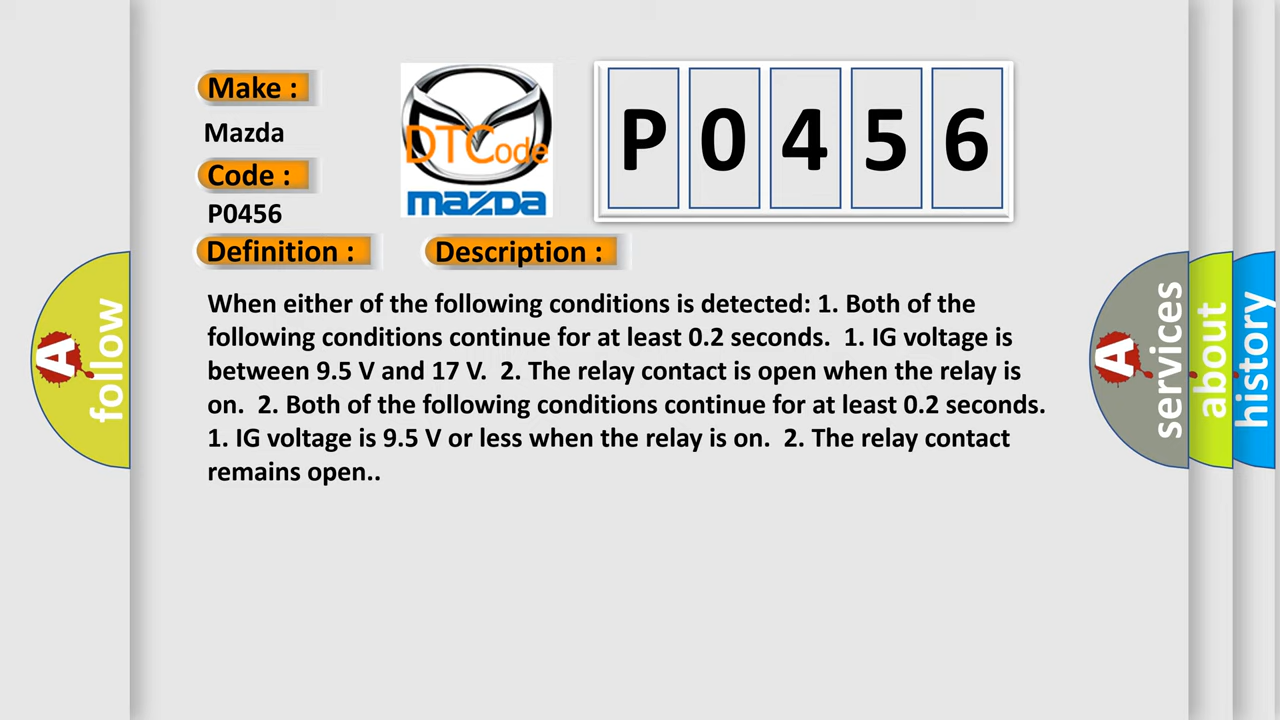 Make :
Mazda
Code :
P0456
DTCode
mazda
P 0 4 5 6
Definition :
Description :
When either of the following conditions is detected: 1. Both of the
following conditions continue for at least 0.2 seconds.  1. IG voltage is
between 9.5 V and 17 V.  2. The relay contact is open when the relay is
on.  2. Both of the following conditions continue for at least 0.2 seconds.
1. IG voltage is 9.5 V or less when the relay is on.  2. The relay contact
remains open..
A follow
A services
about
history